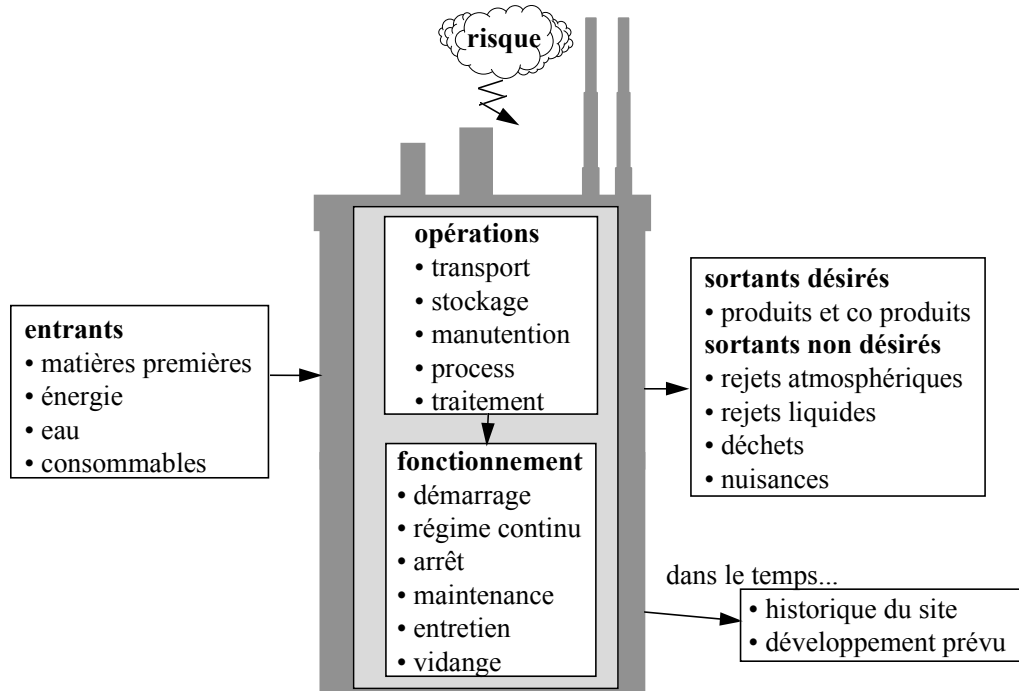 risque
opérations
• transport
• stockage
• manutention
• process
• traitement
entrants
• matières premières
• énergie
• eau
• consommables
sortants désirés
• produits et co produits
sortants non désirés
• rejets atmosphériques
• rejets liquides
• déchets
• nuisances
fonctionnement
• démarrage
• régime continu
• arrêt
• maintenance
• entretien
• vidange
dans le temps...
• historique du site
• développement prévu